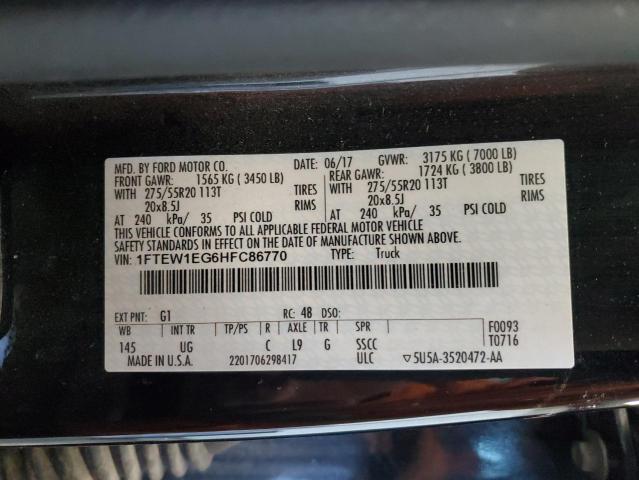 MFD. BY FORD MOTOR CO. 06/17 GVWR: 3175 KG ( 7000 LB)
FRONT GAWR: 1565 KG ( 3450 LB) REAR GAWR: 1724 KG ( 3800 LB)
WITH 275/55R20 113T TIRES WITH 275/55R20 113T TIRES
20x8.5J RIMS 20x8.5J RIMS
AT 240 kPa/ 35 PSI COLD AT 240 kPa/ 35 PSI COLD
THIS VEHICLE CONFORMS TO ALL APPLICABLE FEDERAL MOTOR VEHICLE
SAFETY STANDARDS IN EFFECT ON THE DATE OF MANUFACTURE SHOWN ABOVE.
VIN: 1FTEW1EG6HFC86770 TYPE: Truck
EXT PNT: G1 RC: 48 DSO:
WB INT TR TP/PS R AXLE TR SPR F0093
145 UG C L9 G SSCC T0716
MADE IN U.S.A. 2201706298417 ULC ▽5U5A-3520472-AA